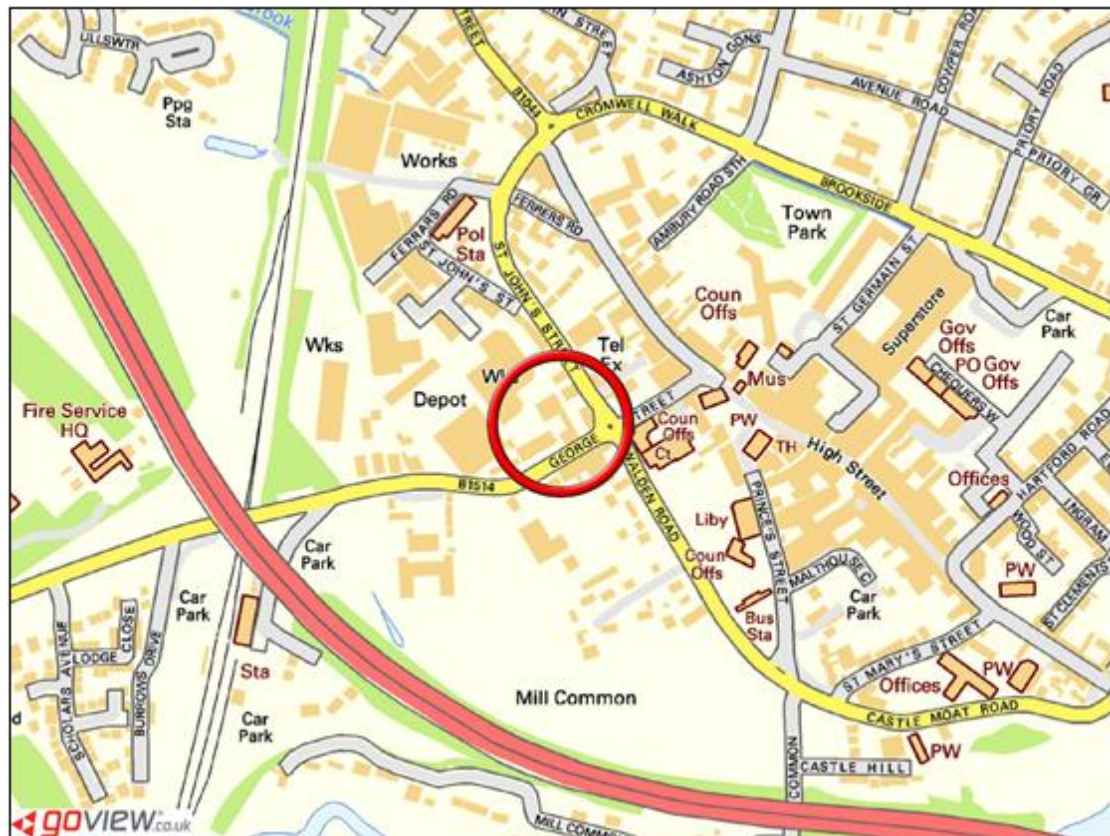 ULLSWTR
Ppg
Sta
STREET
B1044
ASHTON GDNS
CROMWELL WALK
AVENUE ROAD
COWPER ROAD
PRIORY ROAD
PRIORY GR
Works
FERRARS RD
FERRERS RD
AMBURY ROAD STH
BROOKSIDE
Town
Park
Pol
Sta
ST JOHN'S ST
ST JOHN'S STREET
ST GERMAIN ST
Superstore
Coun
Offs
Gov
Offs
PO Gov
Offs
CHEQUERS W
Car
Park
Wks
Tel
Ex
Mus
Depot
Fire Service
HQ
GEORGE
STREET
B1514
Coun
Offs
Ct
PW
TH
High Street
HARTFORD ROAD
Offices
INGRAM
WOOD ST
WALDEN ROAD
PRINCE'S STREET
Liby
Coun
Offs
MALTHOUSE C
Car
Park
PW
ST CLEMENTS
Car
Park
Car
Park
Bus
Sta
ST MARY'S STREET
SCHOLARS AVENUE
LODGE CLOSE
BURROWS DRIVE
Sta
Offices
PW
Mill Common
CASTLE MOAT ROAD
Car
Park
PW
COMMON
CASTLE HILL
MILL COMMON
d
goview.co.uk